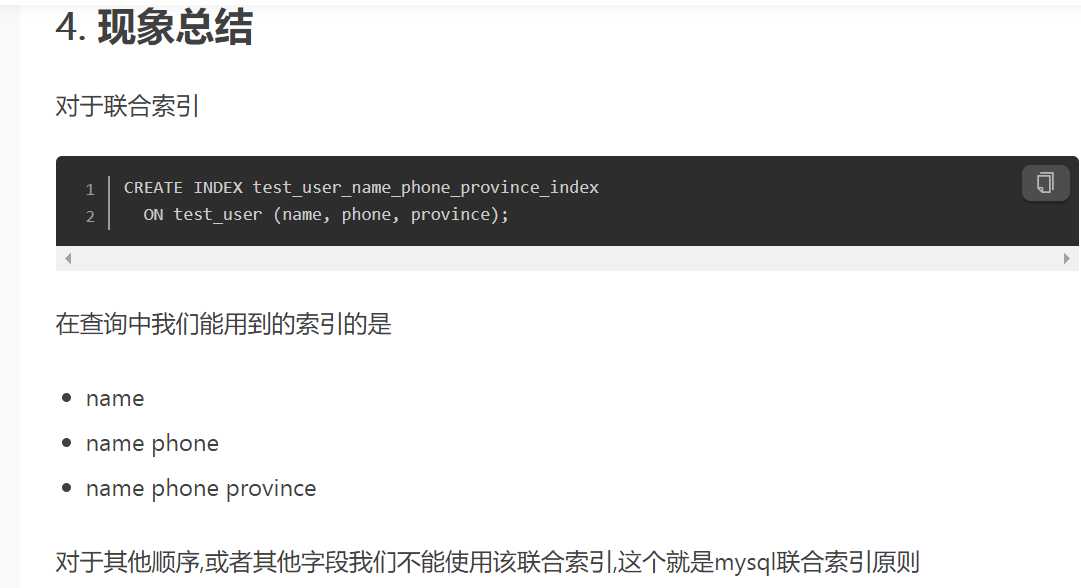 4. 现象总结
对于联合索引
1 CREATE INDEX test_user_name_phone_province_index
2 ON test_user (name, phone, province);
在查询中我们能用到的索引的是
name
name phone
name phone province
对于其他顺序,或者其他字段我们不能使用该联合索引,这个就是mysql联合索引原则